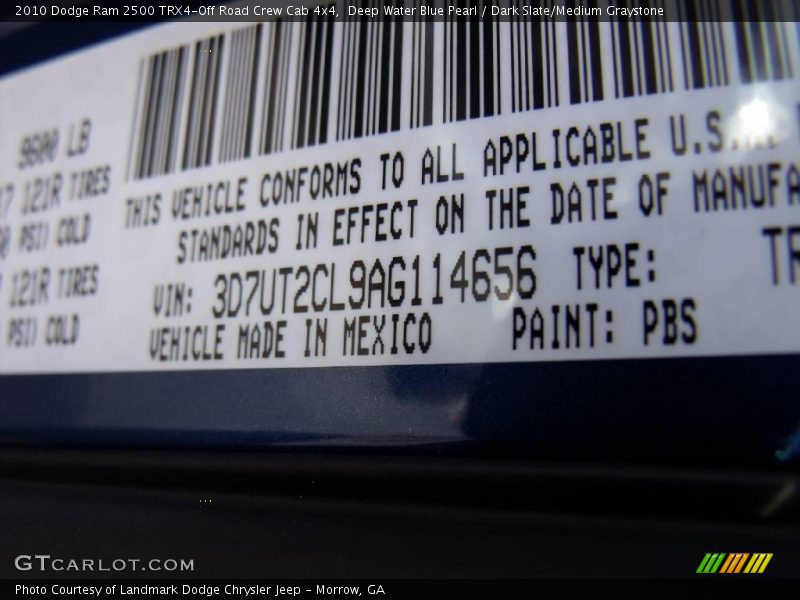 2010 Dodge Ram 2500 TRX4-Off Road Crew Cab 4x4, Deep Water Blue Pearl / Dark Slate/Medium Graystone
9600 LB
121R TIRES
PSI) COLD
121R TIRES
PSI) COLD
THIS VEHICLE CONFORMS TO ALL APPLICABLE U.S.
STANDARDS IN EFFECT ON THE DATE OF MANUFA
VIN: 3D7UT2CL9AG114656 TYPE: TR
VEHICLE MADE IN MEXICO PAINT: PBS
GTCARLOT.COM
Photo Courtesy of Landmark Dodge Chrysler Jeep - Morrow, GA